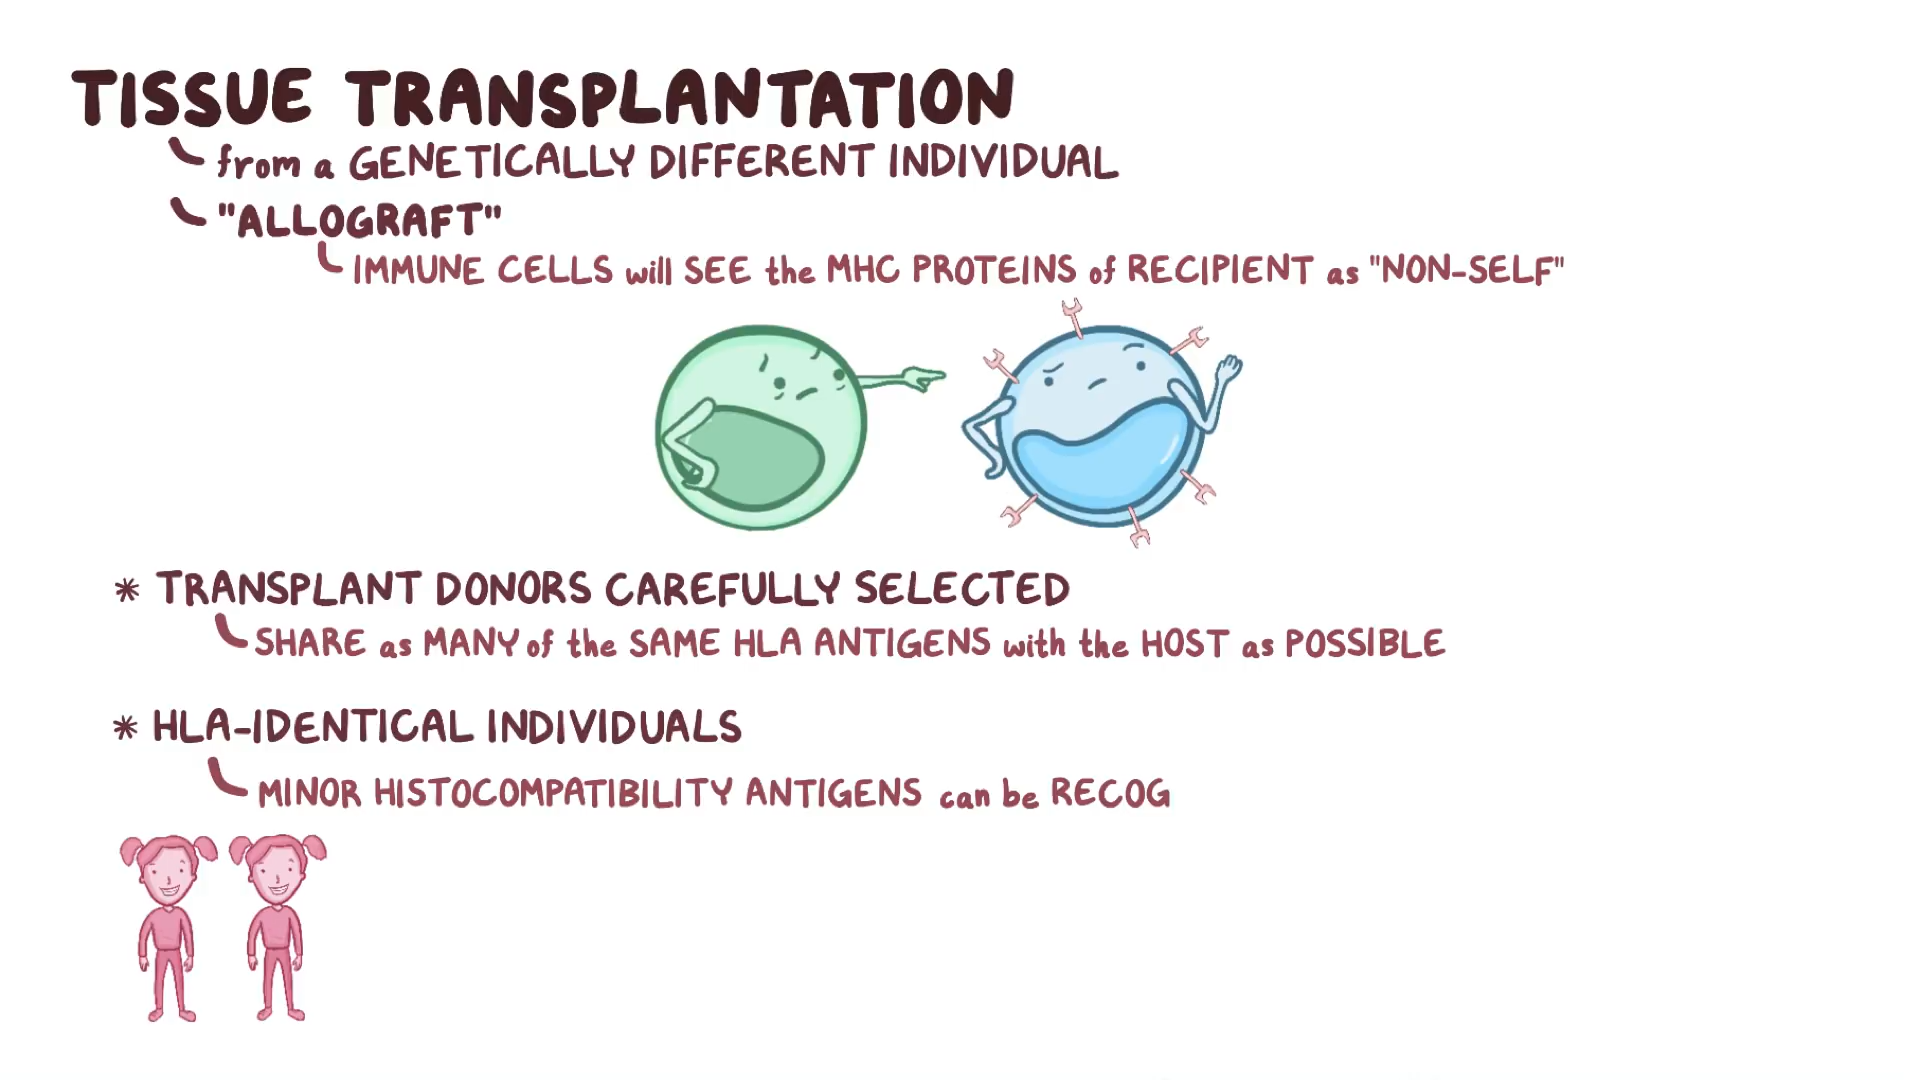 TISSUE TRANSPLANTATION
from a GENETICALLY DIFFERENT INDIVIDUAL
"ALLOGRAFT"
IMMUNE CELLS will SEE the MHC PROTEINS of RECIPIENT as "NON-SELF"
* TRANSPLANT DONORS CAREFULLY SELECTED
SHARE as MANY of the SAME HLA ANTIGENS with the HOST as POSSIBLE
* HLA-IDENTICAL INDIVIDUALS
MINOR HISTOCOMPATIBILITY ANTIGENS can be RECOG